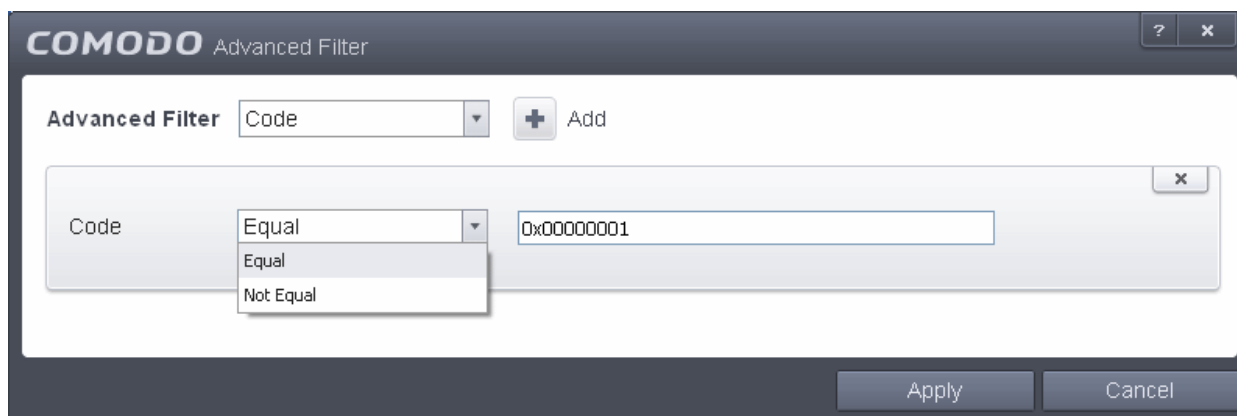 COMODO Advanced Filter ? ×
Advanced Filter Code + Add
×
Code Equal 0x00000001
Equal
Not Equal
Apply Cancel